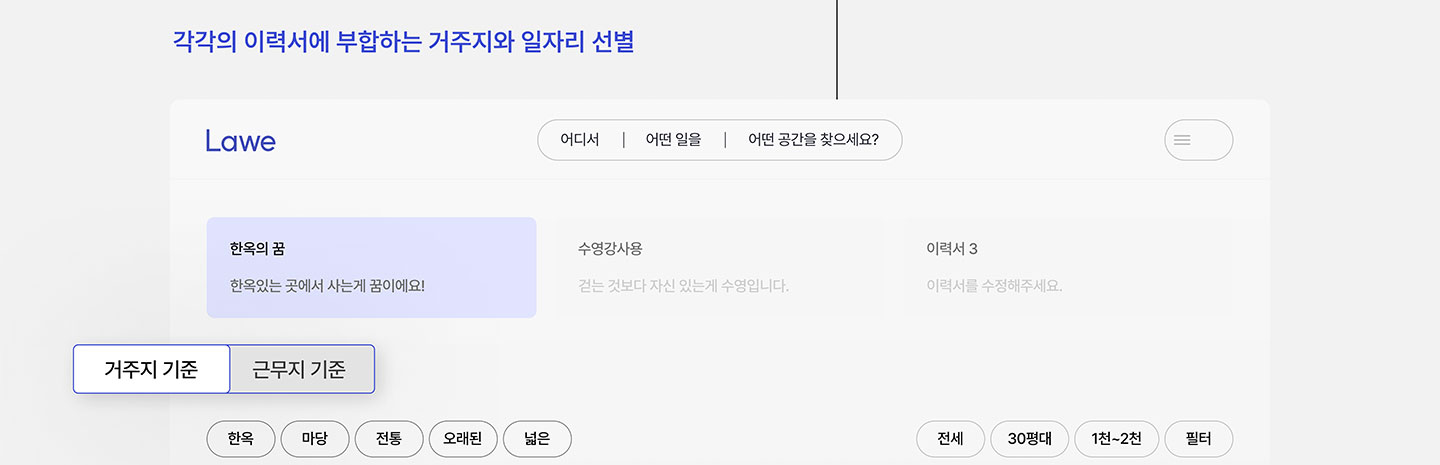 각각의 이력서에 부합하는 거주지와 일자리 선별
Lawe
어디서 | 어떤 일을 | 어떤 공간을 찾으세요?
한옥의 꿈
한옥있는 곳에서 사는게 꿈이에요!
수영강사용
걷는 것보다 자신 있는게 수영입니다.
이력서 3
이력서를 수정해주세요.
거주지 기준 근무지 기준
한옥 마당 전통 오래된 넓은
전세 30평대 1천~2천 필터